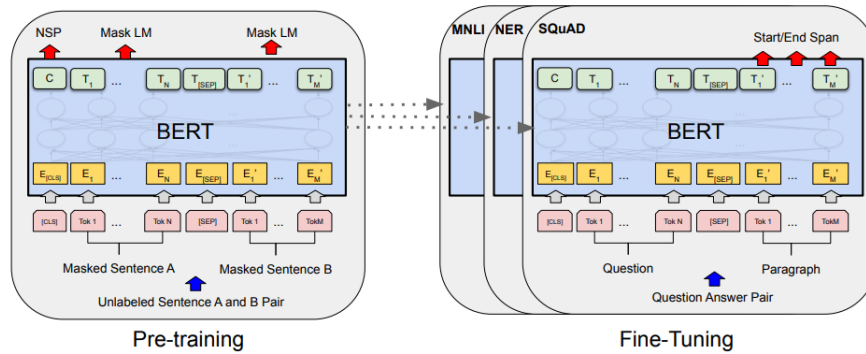 NSP Mask LM Mask LM
C T1 ... TN T[SEP] T1' ... TM'
BERT
E[CLS] E1 ... EN E[SEP] E1' ... EM'
[CLS] Tok 1 ... Tok N [SEP] Tok 1 ... TokM
Masked Sentence A Masked Sentence B
Unlabeled Sentence A and B Pair
Pre-training
MNLI NER SQuAD Start/End Span
C T1 ... TN T[SEP] T1' ... TM'
BERT
E[CLS] E1 ... EN E[SEP] E1' ... EM'
[CLS] Tok 1 ... Tok N [SEP] Tok 1 ... TokM
Question Paragraph
Question Answer Pair
Fine-Tuning